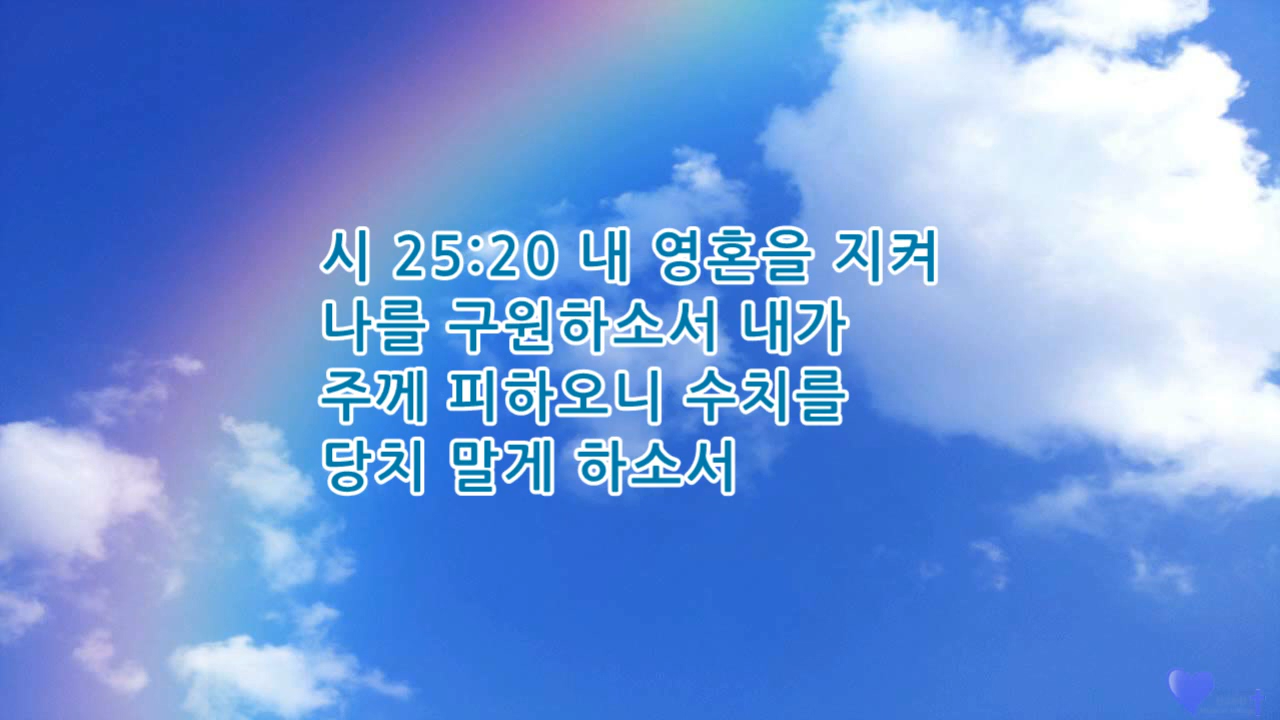 시 25:20 내 영혼을 지켜
나를 구원하소서 내가
주께 피하오니 수치를
당치 말게 하소서